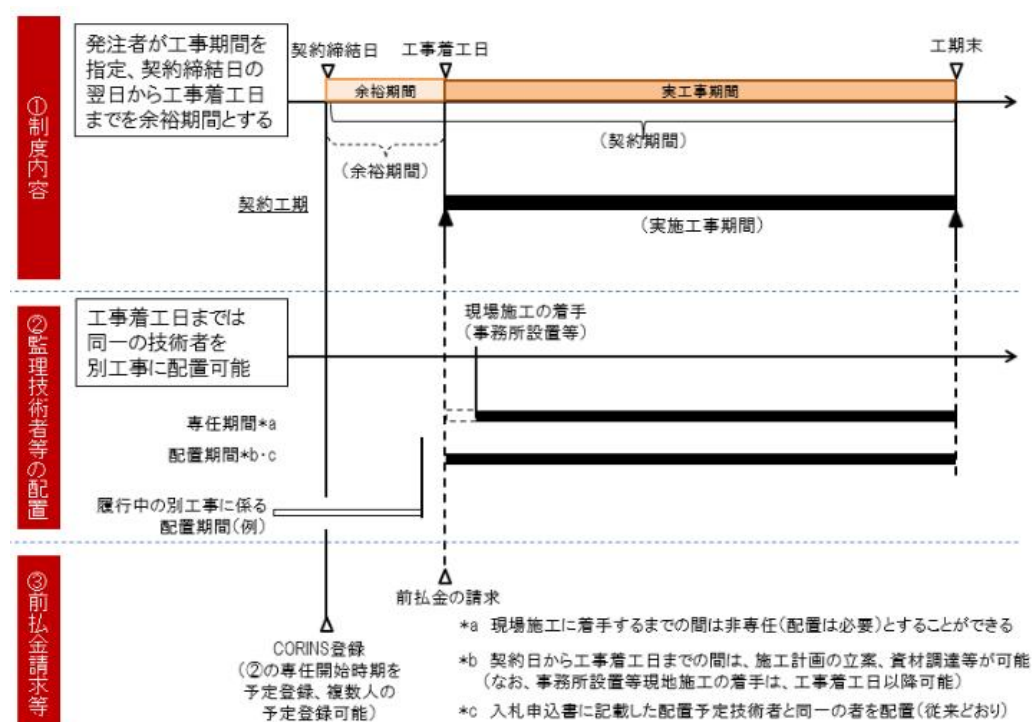 ①制度内容
発注者が工事期間を
指定、契約締結日の
翌日から工事着工日
までを余裕期間とする
契約締結日
工事着工日
工期末
余裕期間
実工事期間
(契約期間)
(余裕期間)
契約工期
(実施工事期間)
②監理技術者等の配置
工事着工日までは
同一の技術者を
別工事に配置可能
現場施工の着手
(事務所設置等)
専任期間*a
配置期間*b・c
履行中の別工事に係る
配置期間(例)
③前払金請求等
前払金の請求
CORINS登録
(②の専任開始時期を
予定登録、複数人の
予定登録可能)
*a 現場施工に着手するまでの間は非専任(配置は必要)とすることができる
*b 契約日から工事着工日までの間は、施工計画の立案、資材調達等が可能
(なお、事務所設置等現地施工の着手は、工事着工日以降可能)
*c 入札申込書に記載した配置予定技術者と同一の者を配置(従来どおり)